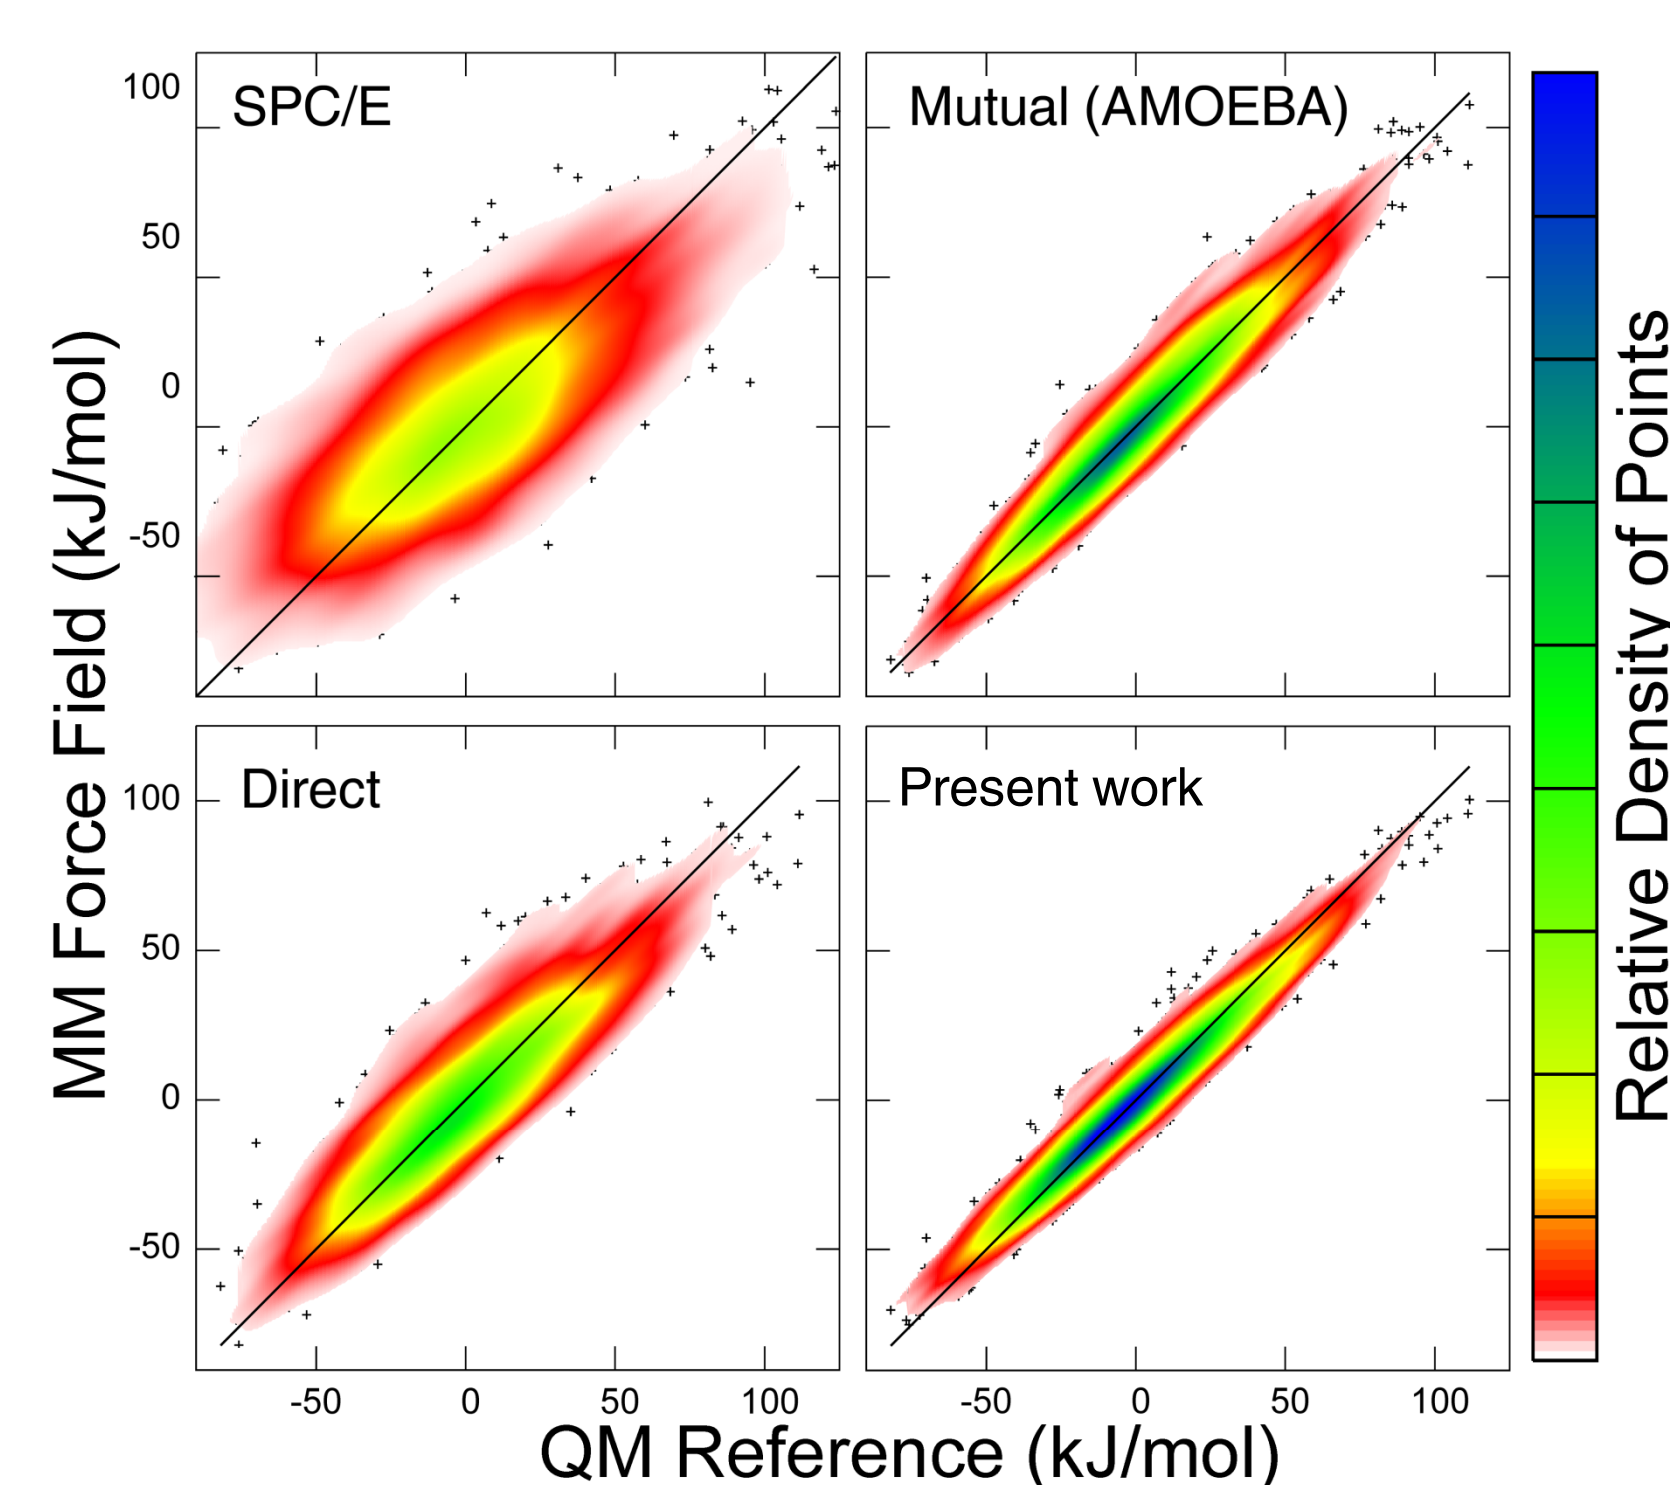 SPC/E
Mutual (AMOEBA)
100
50
0
-50
Direct
Present work
100
50
0
-50
-50 0 50 100
-50 0 50 100
QM Reference (kJ/mol)
MM Force Field (kJ/mol)
Relative Density of Points